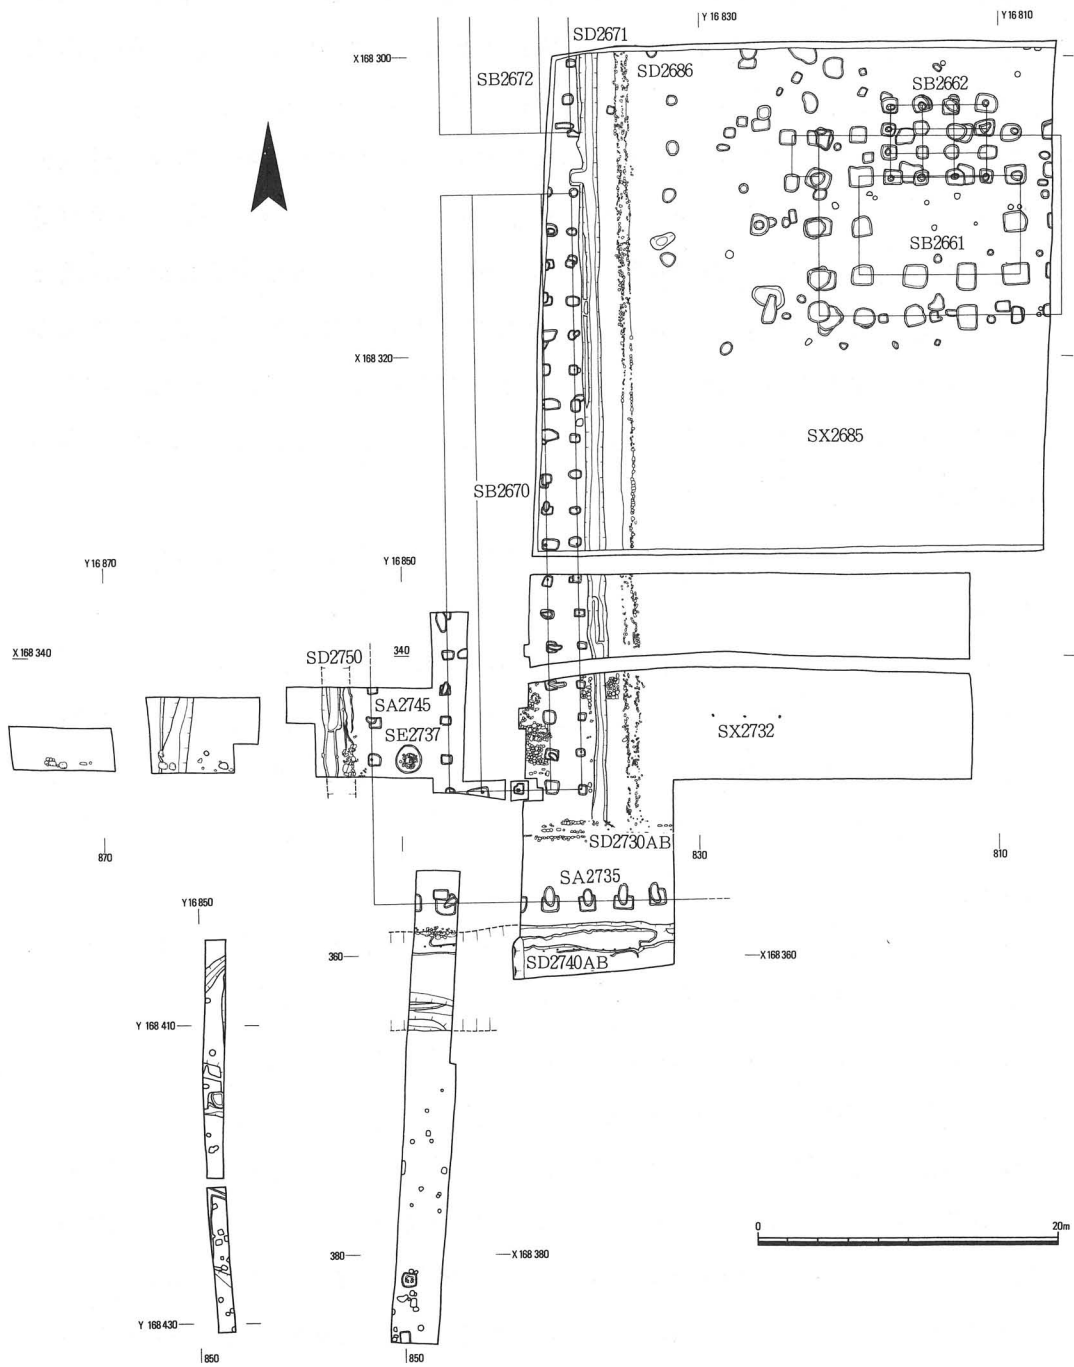 Y 16 830
Y 16 810
SD2671
X 168 300
SB2672
SD2686
SB2662
SB2661
X 168 320
SX2685
SB2670
Y 16 870
Y 16 850
X 168 340
SD2750
340
SA2745
SE2737
SX2732
870
SD2730AB
830
810
SA2735
Y 16 850
360
SD2740AB
X 168 360
Y 168 410
0
20m
380
X 168 380
Y 168 430
850
850